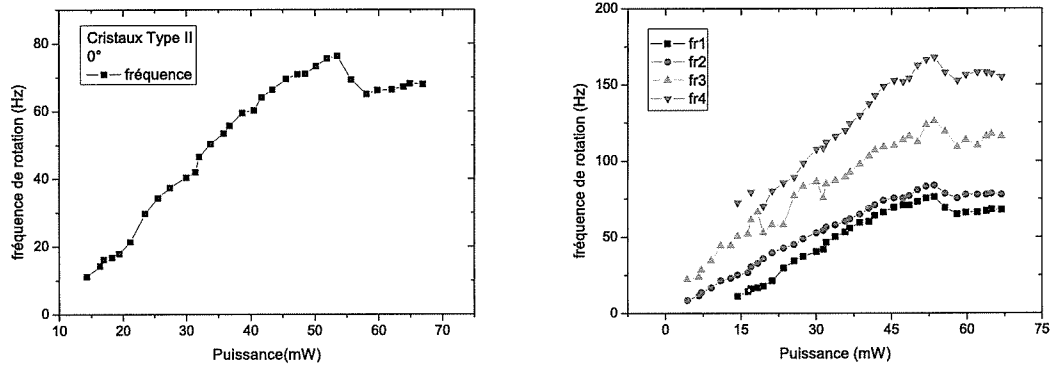 Cristaux Type II
0°
fréquence
fréquence de rotation (Hz)
80
60
40
20
0
10
20
30
40
50
60
70
Puissance(mW)
fr1
fr2
fr3
fr4
fréquence de rotation (Hz)
200
150
100
50
0
0
15
30
45
60
75
Puissance (mW)